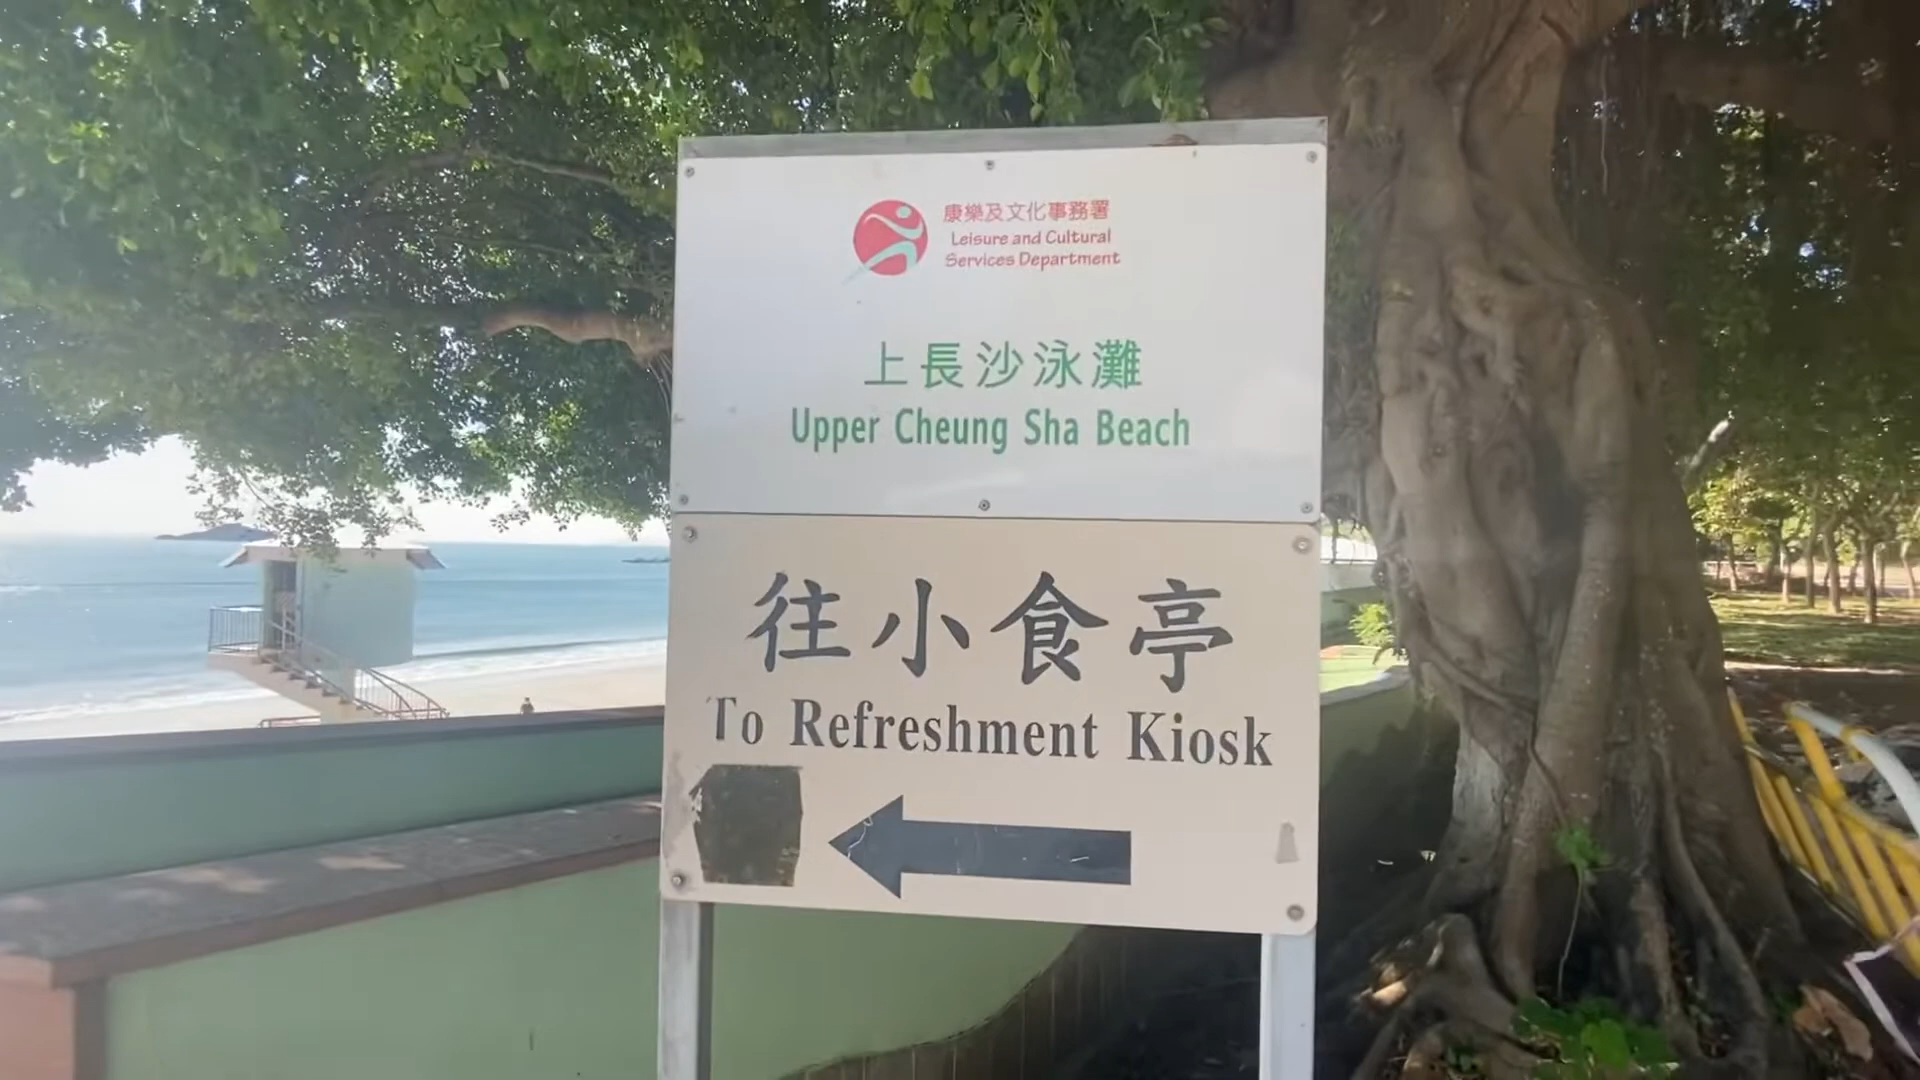 康樂及文化事務署
Leisure and Cultural
Services Department
上長沙泳灘
Upper Cheung Sha Beach
往小食亭
To Refreshment Kiosk